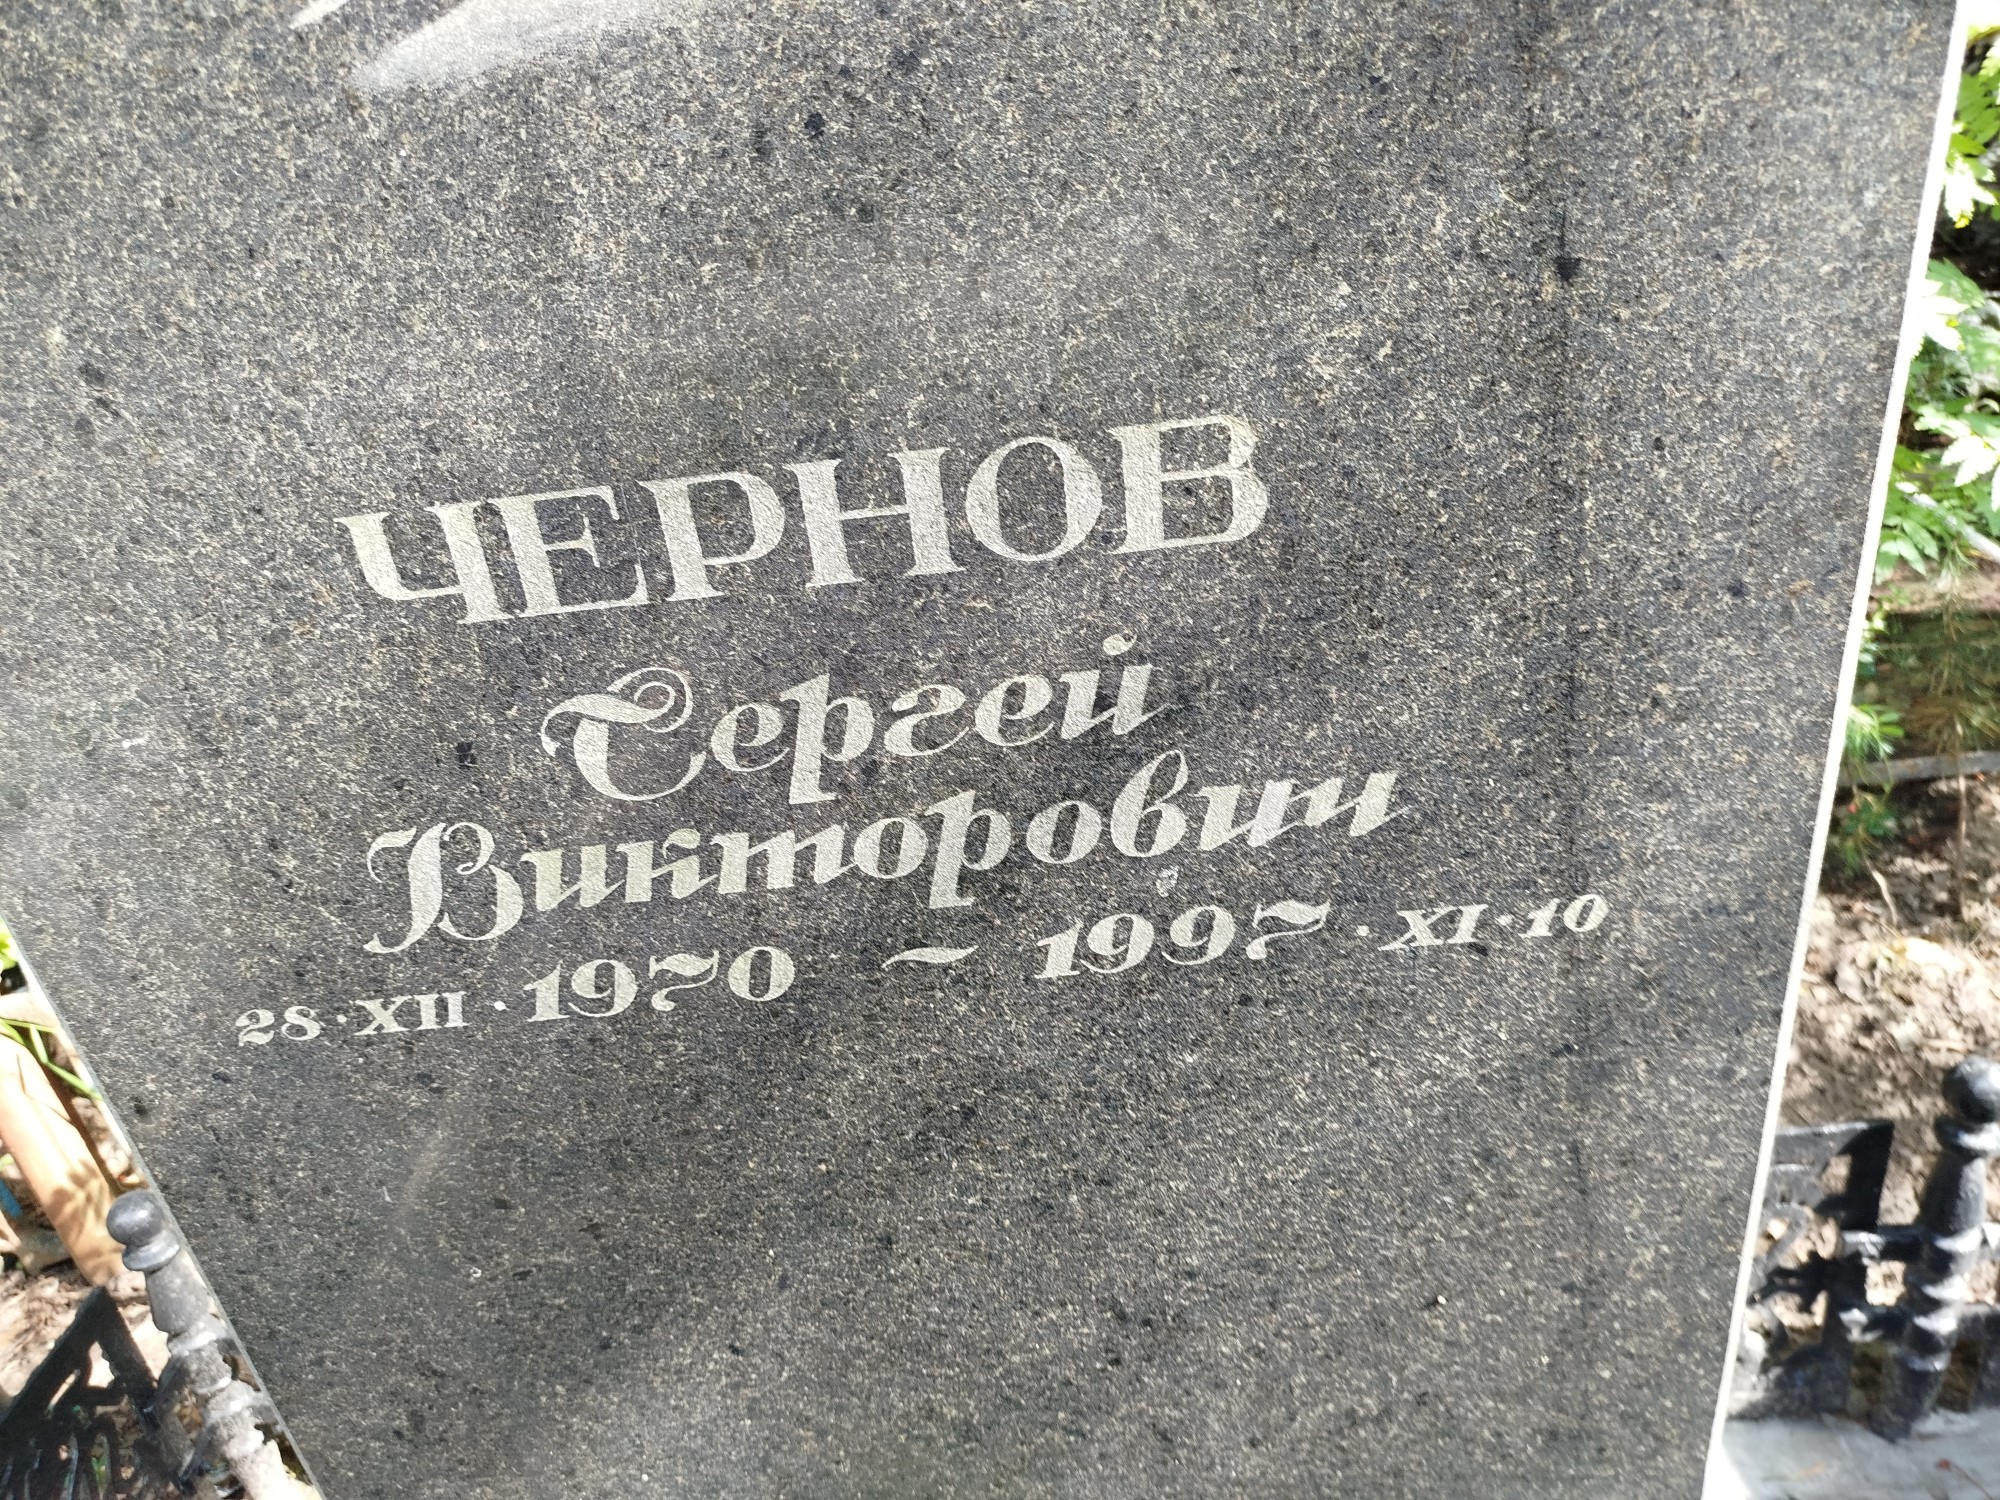 ЧЕРНОВ
Сергей
Викторович
28·XII·1970 ~ 1997·XI·10